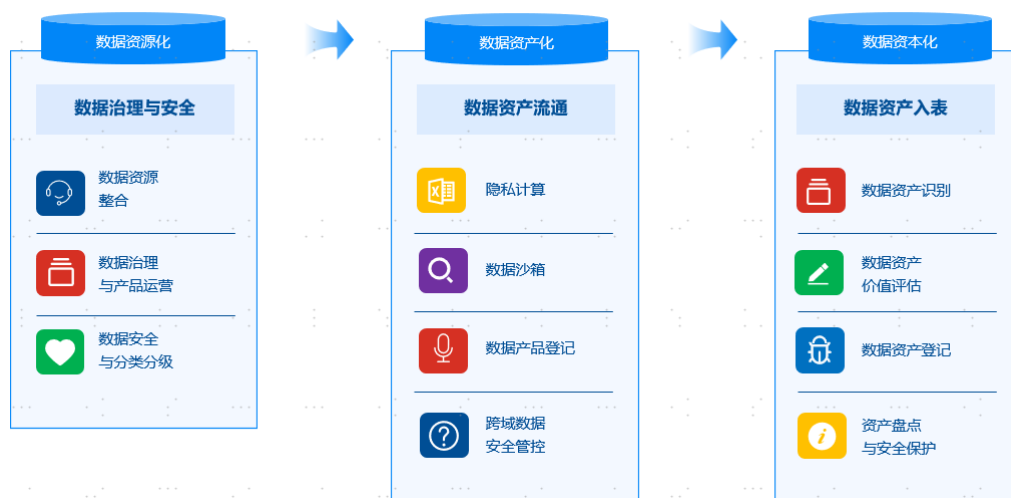 数据资源化
数据治理与安全
数据资源
整合
数据治理
与产品运营
数据安全
与分类分级
数据资产化
数据资产流通
隐私计算
数据沙箱
数据产品登记
跨域数据
安全管控
数据资本化
数据资产入表
数据资产识别
数据资产
价值评估
数据资产登记
资产盘点
与安全保护